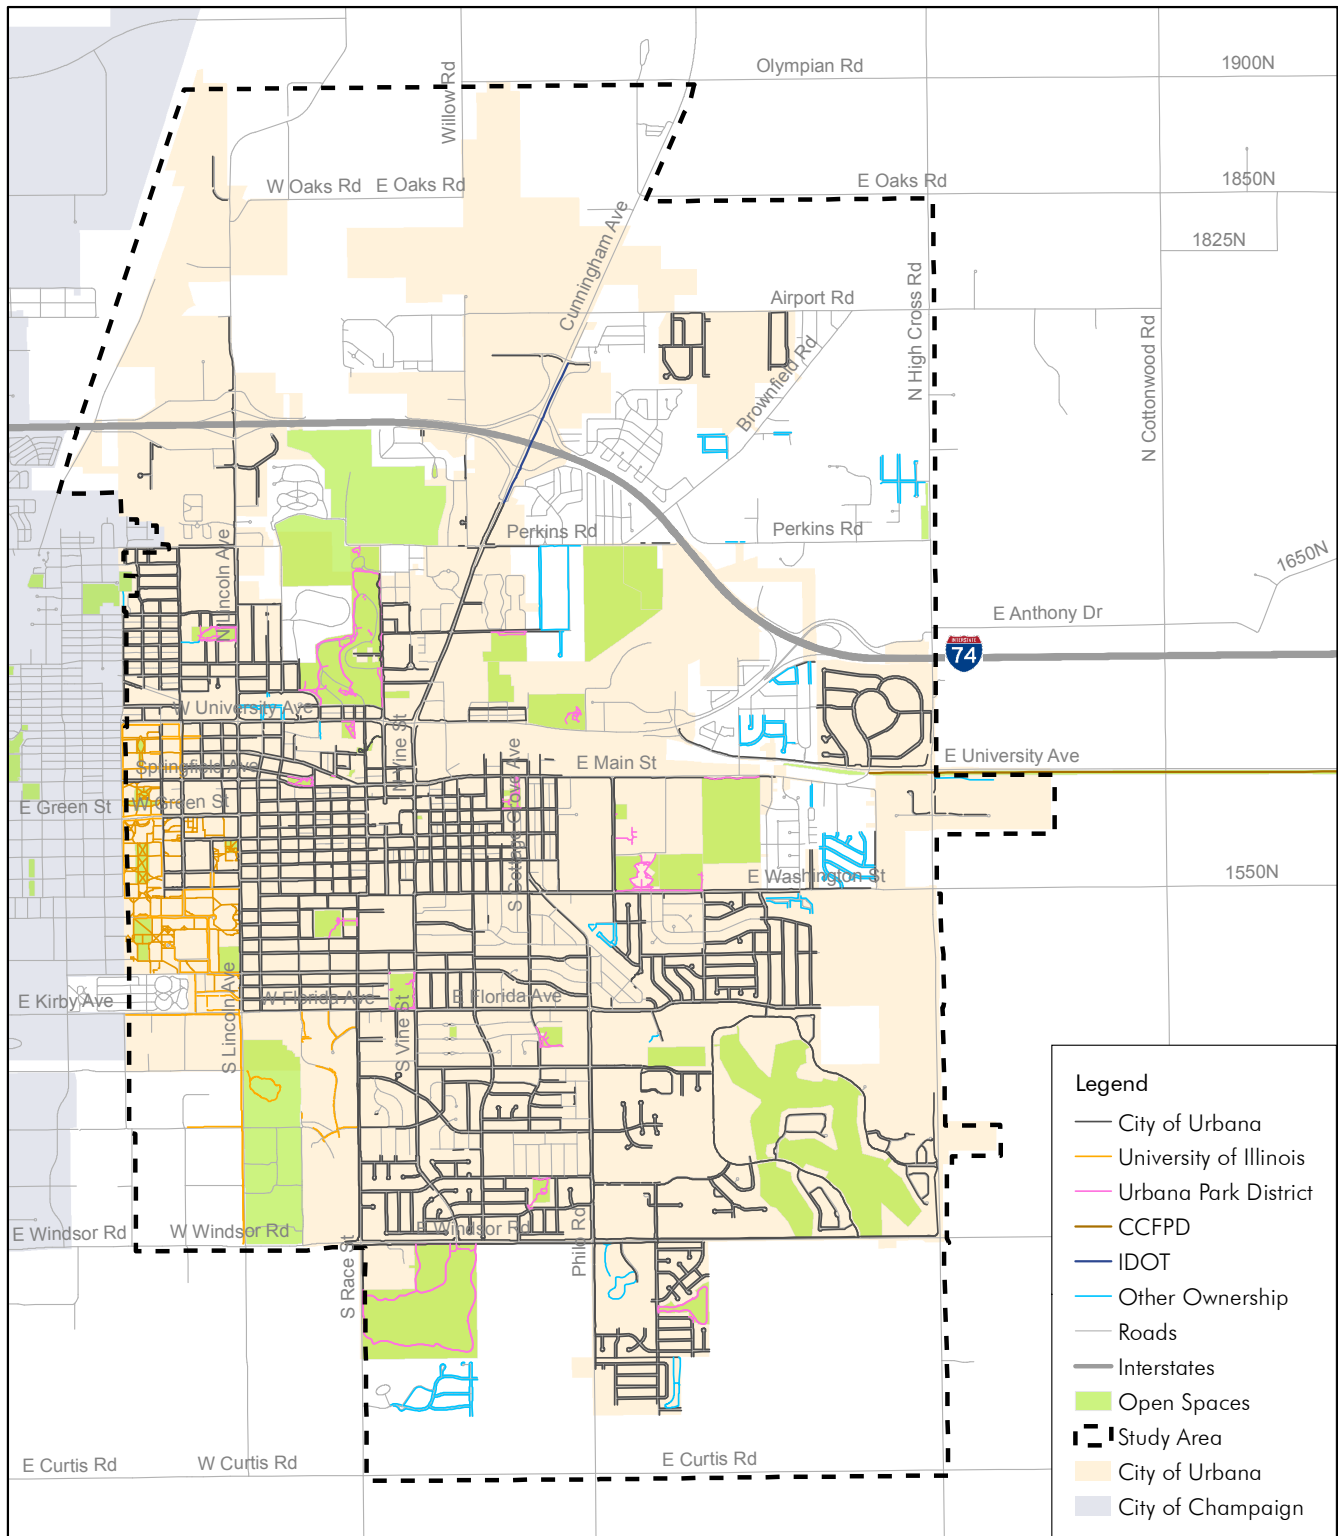 Olympian Rd
1900N
Willow Rd
W Oaks Rd
E Oaks Rd
E Oaks Rd
1850N
1825N
Cunningham Ave
Airport Rd
N High Cross Rd
N Cottonwood Rd
Brownfield Rd
Perkins Rd
Perkins Rd
1650N
N Lincoln Ave
E Anthony Dr
INTERSTATE
74
W University Ave
N Vine St
E University Ave
Springfield Ave
E Main St
E Green St
W Green St
S Cottage Grove Ave
E Washington St
1550N
E Kirby Ave
W Florida Ave
E Florida Ave
S Lincoln Ave
S Vine St
E Windsor Rd
W Windsor Rd
E Windsor Rd
S Race St
Philo Rd
E Curtis Rd
W Curtis Rd
E Curtis Rd
Legend
City of Urbana
University of Illinois
Urbana Park District
CCFPD
IDOT
Other Ownership
Roads
Interstates
Open Spaces
Study Area
City of Urbana
City of Champaign